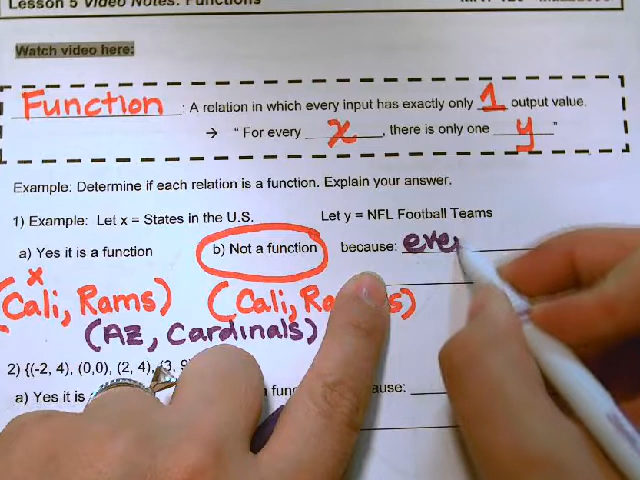 Lesson 5 Video Notes: Functions
Watch video here:
Function : A relation in which every input has exactly only 1 output value.
→ " For every x , there is only one y "
Example: Determine if each relation is a function. Explain your answer.
1) Example: Let x = States in the U.S. Let y = NFL Football Teams
a) Yes it is a function b) Not a function because: eve
x
(Cali, Rams) (Cali, Ra s)
(AZ, Cardinals)
2) {(-2, 4), (0,0), (2, 4), (3, 9
a) Yes it is